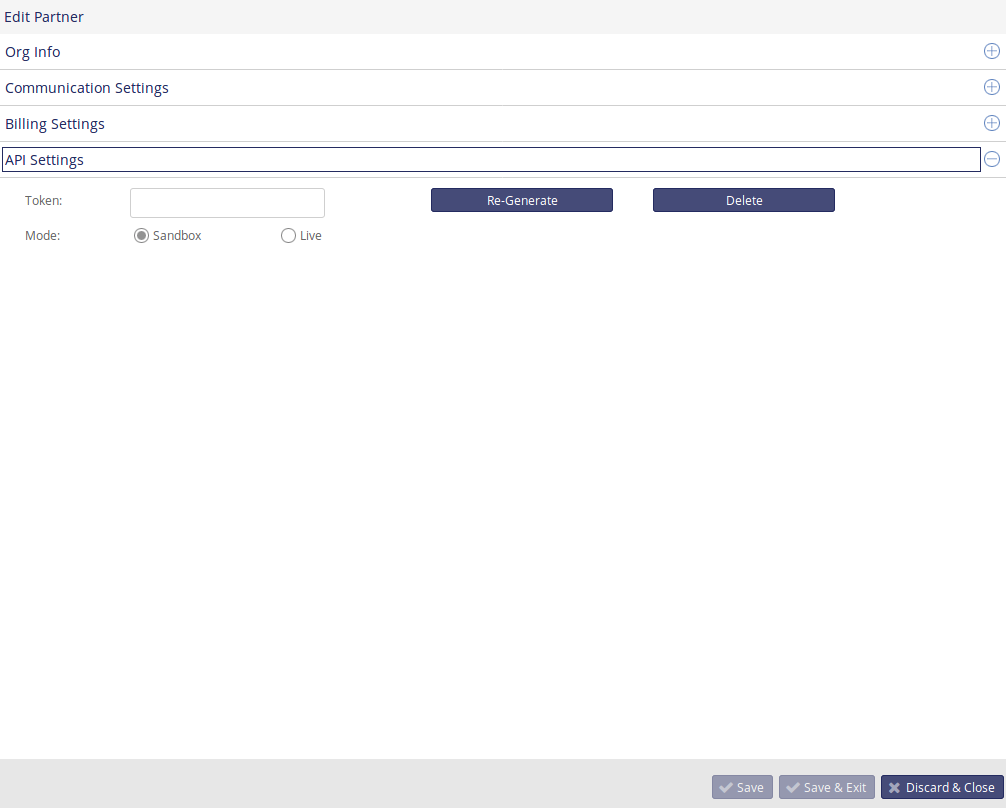 Edit Partner
Org Info
Communication Settings
Billing Settings
API Settings
Token: Re-Generate Delete
Mode: Sandbox Live
Save Save & Exit Discard & Close